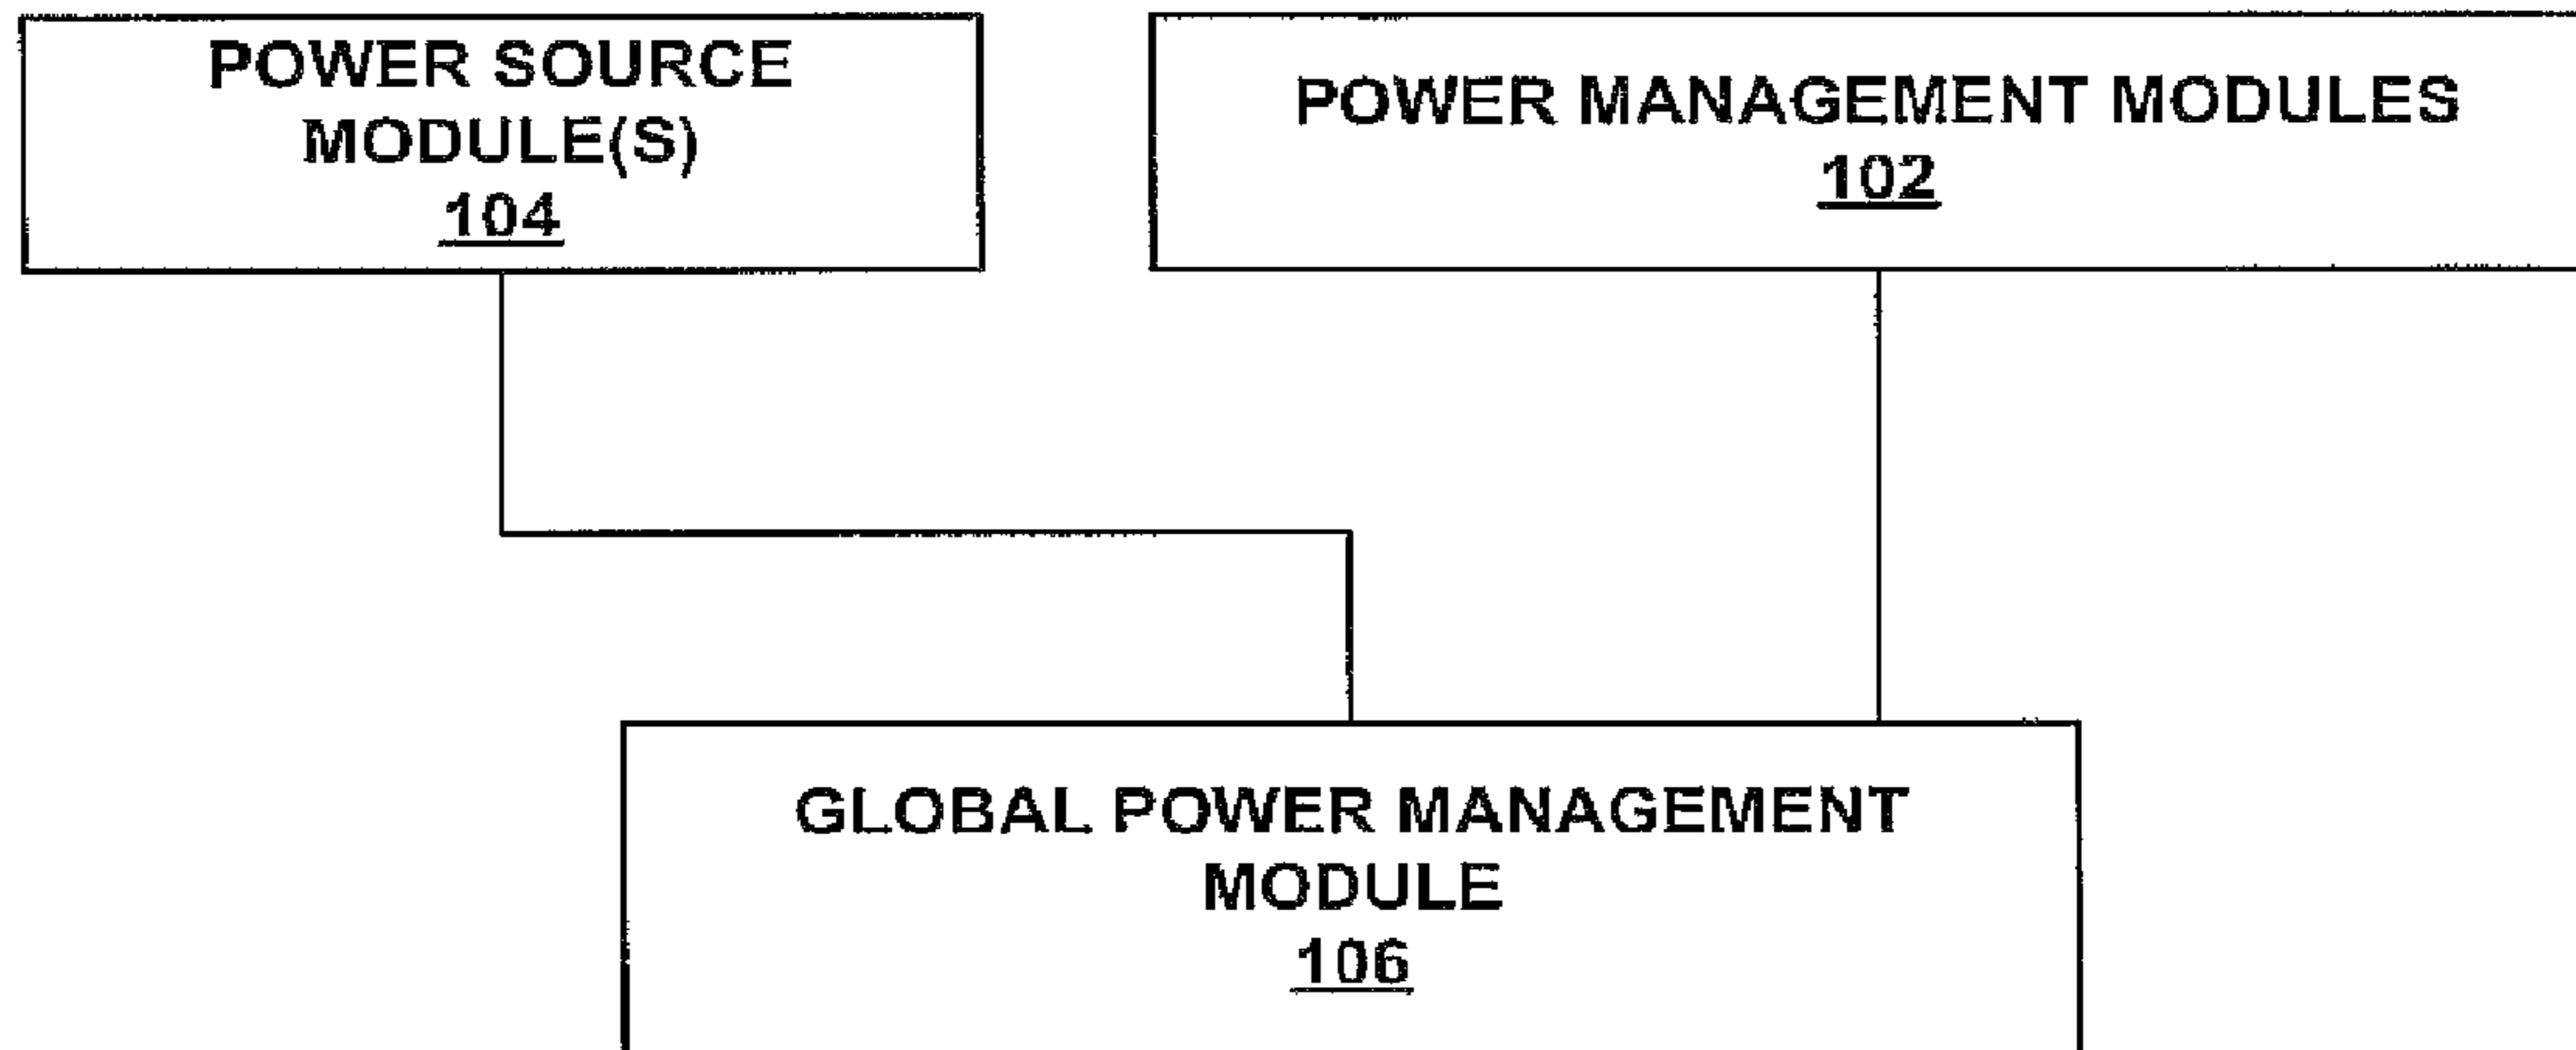 POWER SOURCE
MODULE(S)
104
POWER MANAGEMENT MODULES
102
GLOBAL POWER MANAGEMENT
MODULE
106